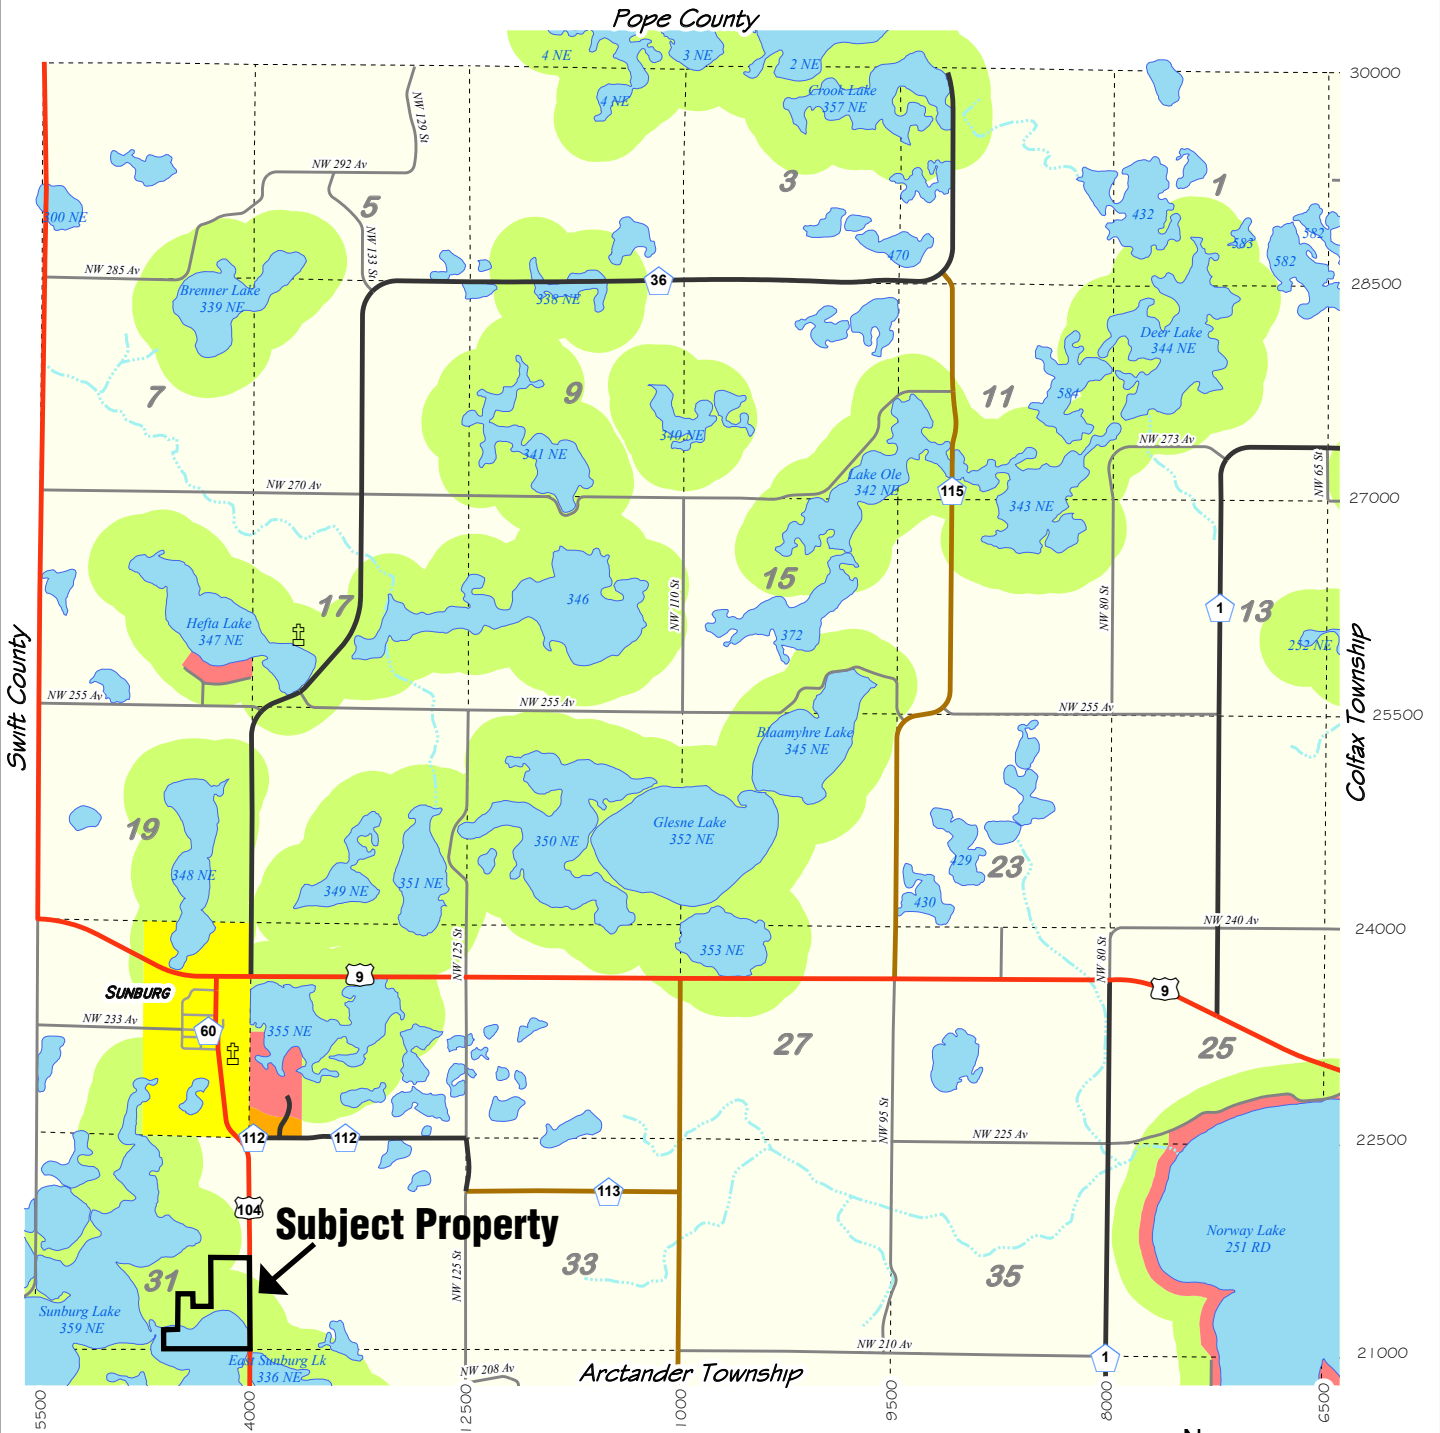 Pope County
4 NE
3 NE
2 NE
30000
Crook Lake
357 NE
4 NE
NW 129 St
NW 292 Av
3
1
5
300 NE
432
583
582
470
582
NW 133 St
NW 285 Av
36
28500
Brenner Lake
339 NE
338 NE
Deer Lake
344 NE
7
9
11
584
340 NE
341 NE
NW 273 Av
NW 65 St
Lake Ole
342 NE
115
343 NE
NW 270 Av
27000
15
346
NW 110 St
NW 80 St
17
1
13
Hefta Lake
347 NE
372
252 NE
Swift County
Colfax Township
NW 255 Av
NW 255 Av
NW 255 Av
25500
Blaamyhre Lake
345 NE
19
Glesne Lake
352 NE
350 NE
348 NE
349 NE
351 NE
429
23
430
NW 240 Av
24000
353 NE
NW 125 St
NW 80 St
9
9
Sunburg
NW 233 Av
60
355 NE
27
25
NW 95 St
112
112
NW 225 Av
22500
113
104
Subject Property
Norway Lake
251 RD
31
33
35
NW 125 St
Sunburg Lake
359 NE
NW 210 Av
1
21000
East Sunburg Lk
336 NE
NW 208 Av
Arctander Township
5500
4000
12500
1000
9500
8000
6500